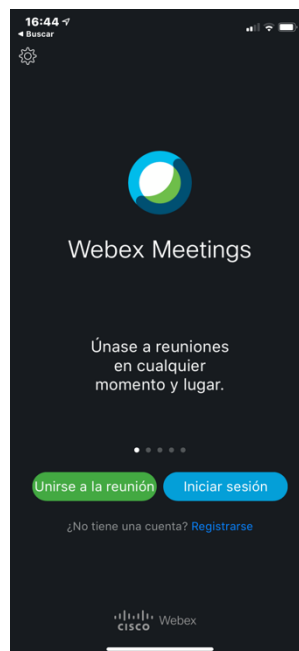 16:44
◀ Buscar
Webex Meetings
Únase a reuniones
en cualquier
momento y lugar.
Unirse a la reunión
Iniciar sesión
¿No tiene una cuenta? Registrarse
CISCO Webex